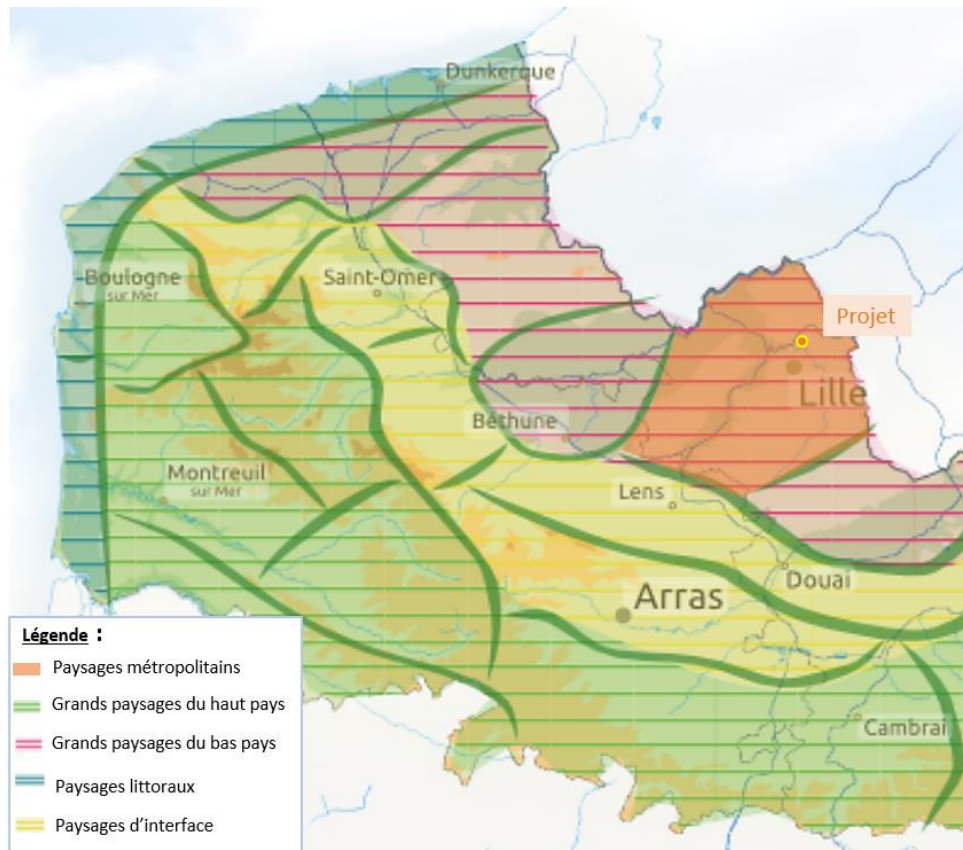 Dunkerque
Boulogne
sur Mer
Saint-Omer
Projet
Lille
Béthune
Montreuil
sur Mer
Lens
Douai
Arras
Cambrai
Légende :
Paysages métropolitains
Grands paysages du haut pays
Grands paysages du bas pays
Paysages littoraux
Paysages d’interface